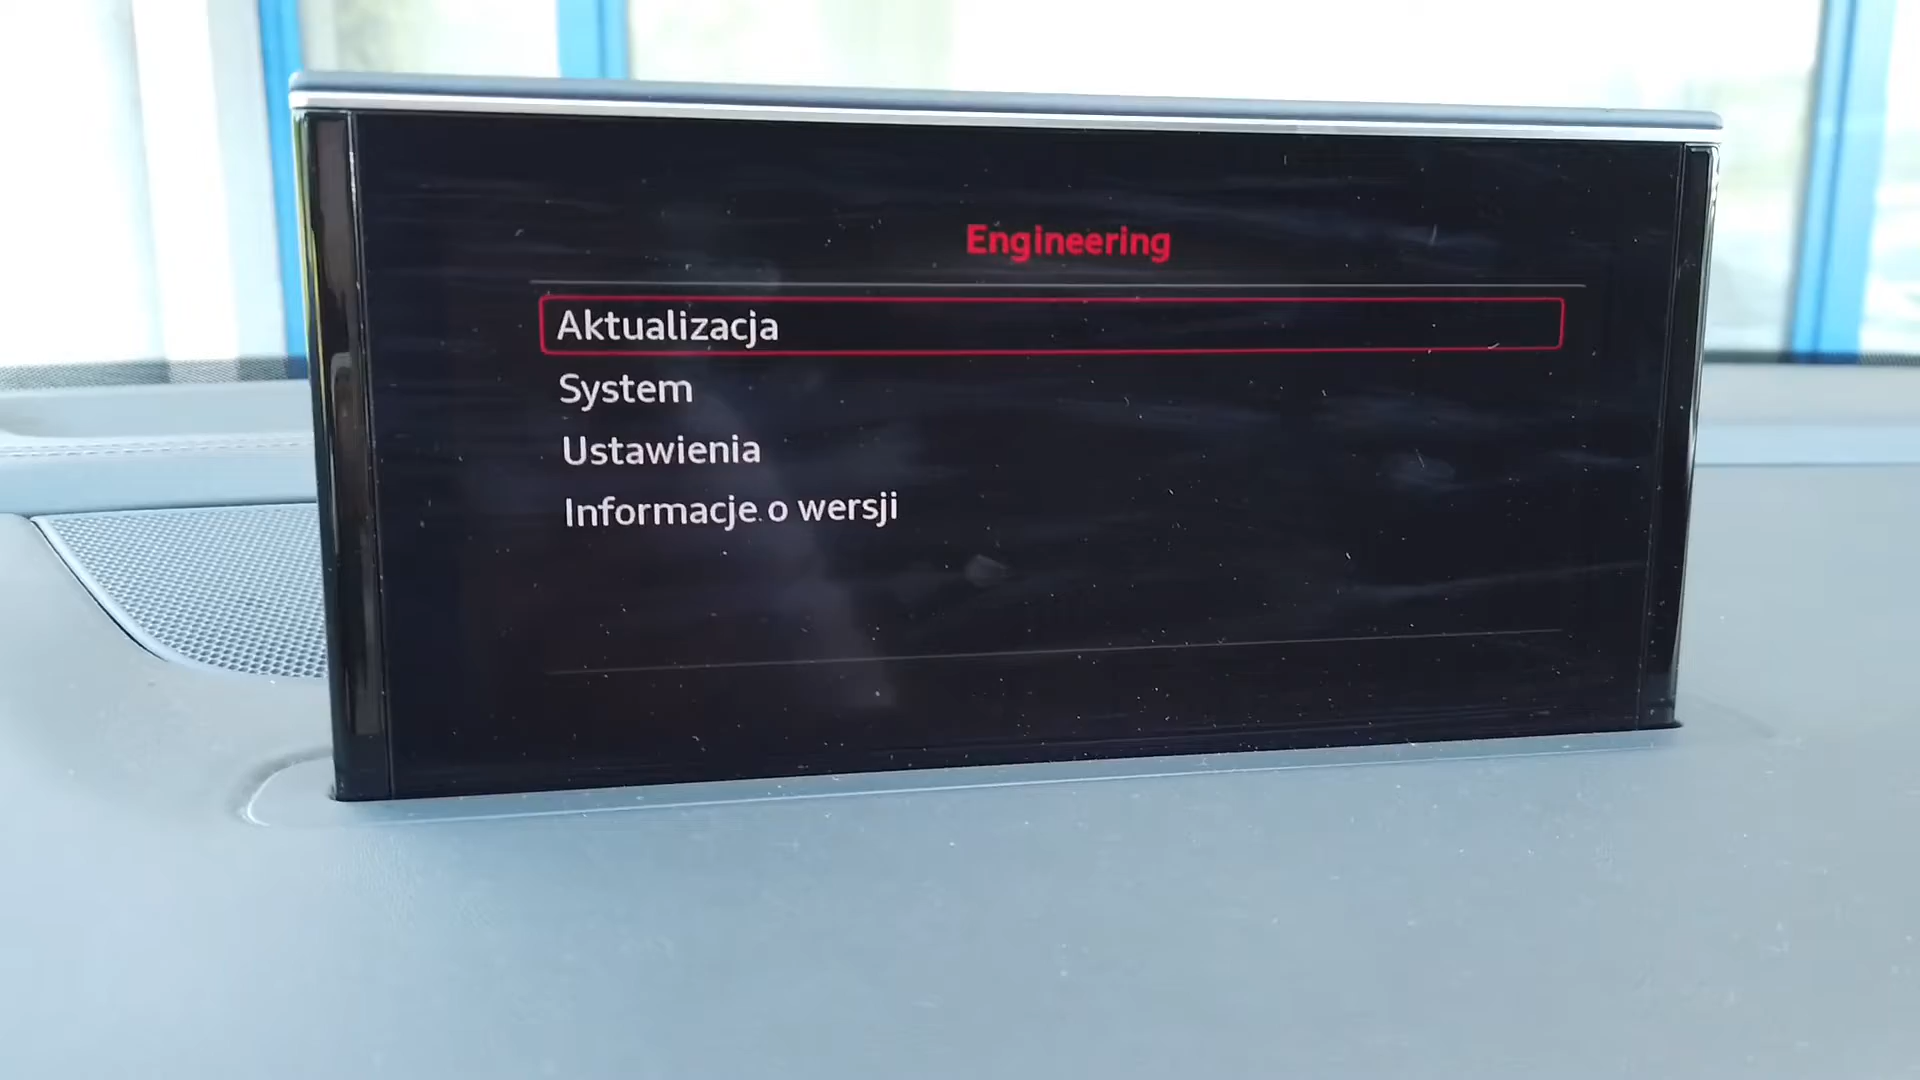 Engineering
Aktualizacja
System
Ustawienia
Informacje o wersji